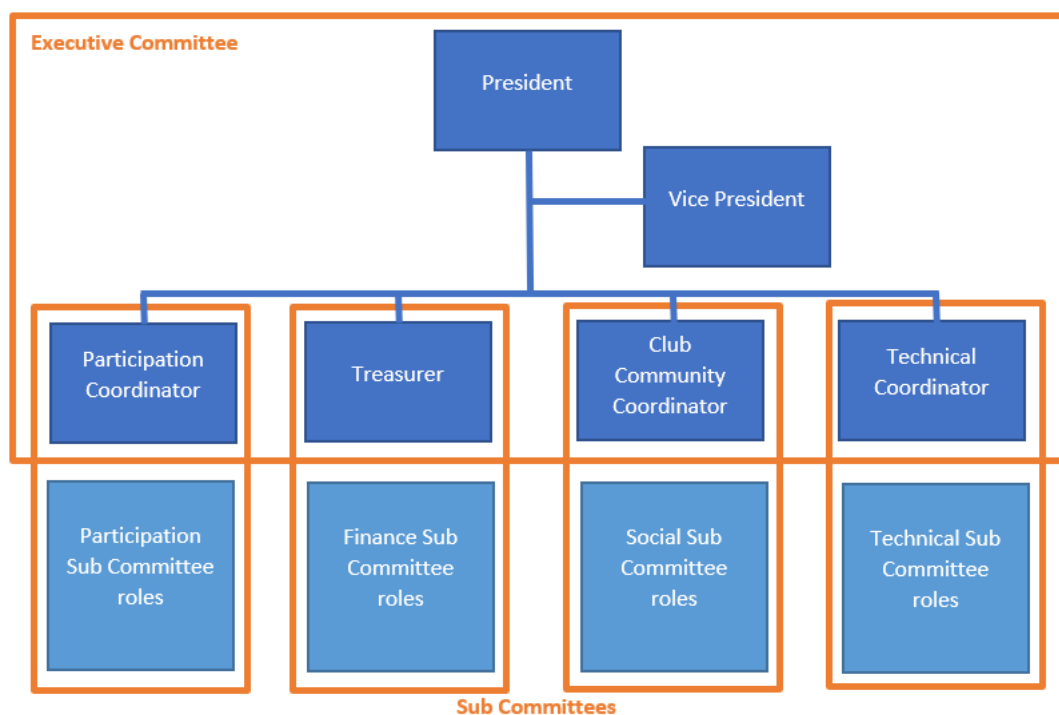 Executive Committee
President
Vice President
Participation
Coordinator
Treasurer
Club
Community
Coordinator
Technical
Coordinator
Participation
Sub Committee
roles
Finance Sub
Committee
roles
Social Sub
Committee
roles
Technical Sub
Committee
roles
Sub Committees